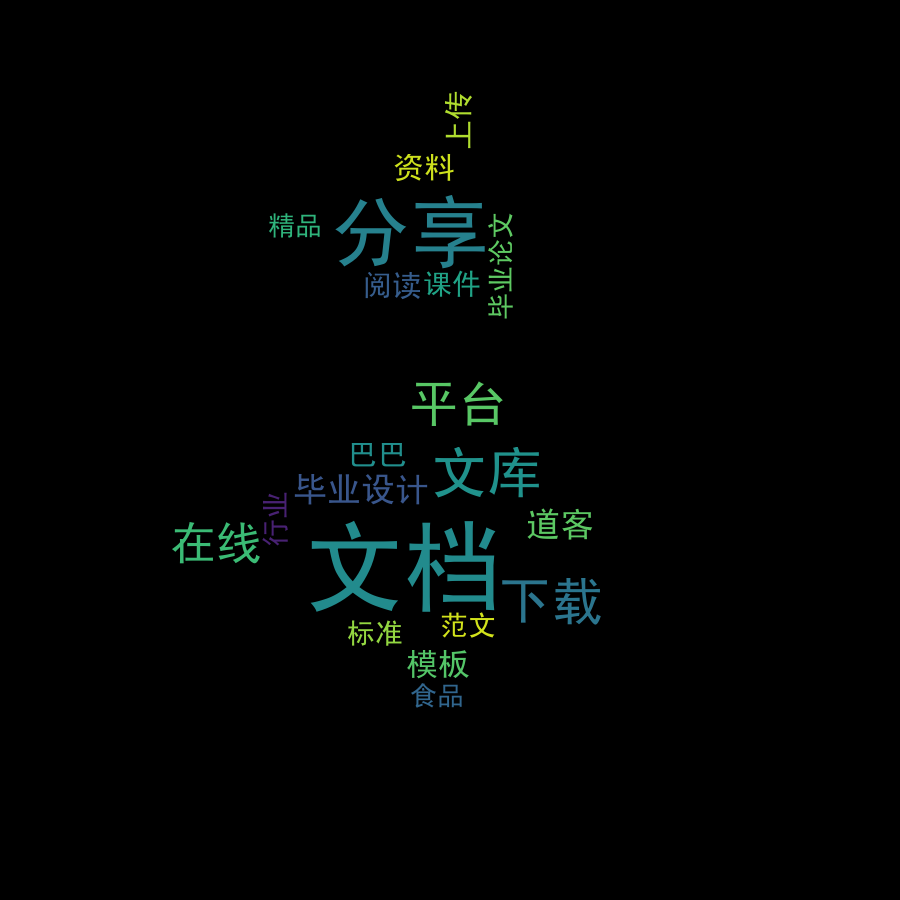 上传
资料
分享
精品
毕业论文
阅读
课件
平台
巴巴
文库
毕业设计
行业
道客
在线
文档
下载
范文
标准
模板
食品